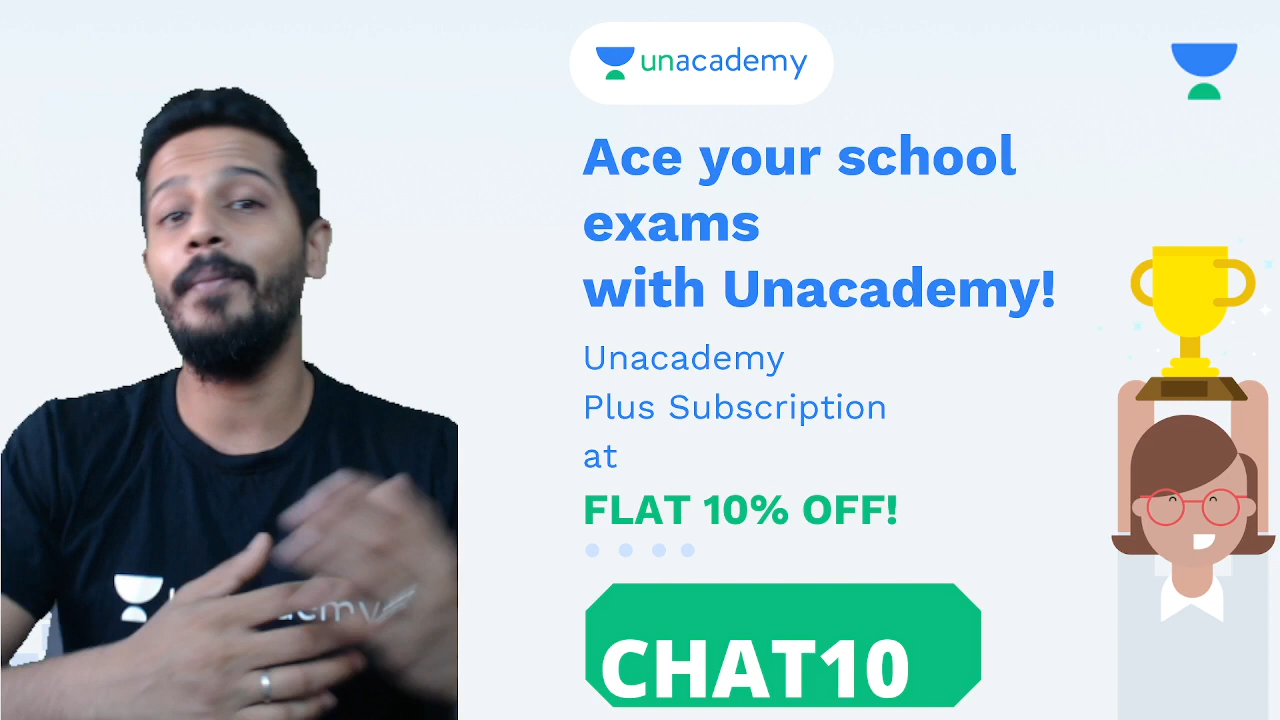 unacademy
Ace your school
exams
with Unacademy!
Unacademy
Plus Subscription
at
FLAT 10% OFF!
CHAT10